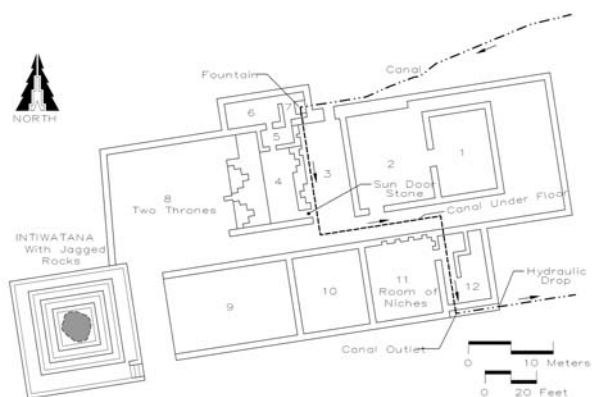 Canal
Fountain
NORTH
6
7
5
4
3
2
1
8
Two Thrones
Sun Door
Stone
Canal Under Floor
INTIWATANA
With Jagged
Rocks
9
10
11
Room of
Niches
12
Hydraulic
Drop
Canal Outlet
0 10 Meters
0 20 Feet